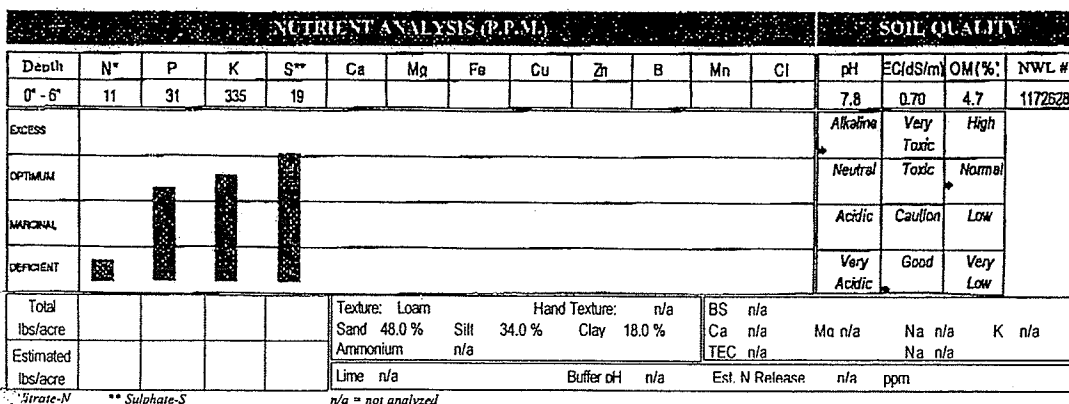 NUTRIENT ANALYSIS (P.P.M.) SOIL QUALITY
Depth N* P K S** Ca Mg Fe Cu Zn B Mn Cl pH EC(dS/m) OM(%) NWL #
0" - 6" 11 31 335 19 7.8 0.70 4.7 1172628
EXCESS Alkaline Very Toxic High
OPTIMUM Neutral Toxic Normal
MARGINAL Acidic Caution Low
DEFICIENT Very Acidic Good Very Low
Total lbs/acre Texture: Loam Hand Texture: n/a BS n/a
Sand 48.0 % Silt 34.0 % Clay 18.0 % Ca n/a Mg n/a Na n/a K n/a
Ammonium n/a TEC n/a Na n/a
Estimated lbs/acre Lime n/a Buffer pH n/a Est. N Release n/a ppm
Nitrate-N ** Sulphate-S n/a = not analyzed